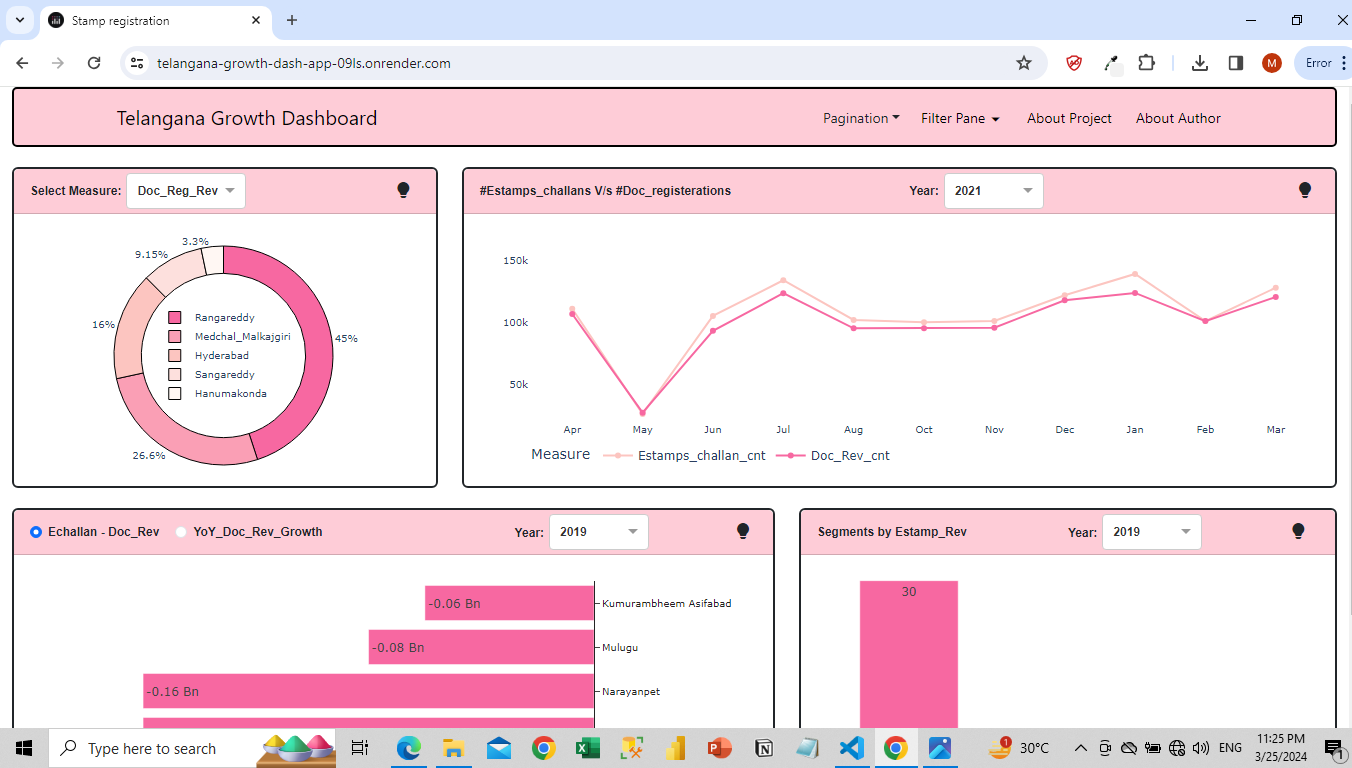 Stamp registration
telangana-growth-dash-app-09ls.onrender.com
M
Error
Telangana Growth Dashboard
Pagination
Filter Pane
About Project
About Author
Select Measure:
Doc_Reg_Rev
3.3%
9.15%
16%
45%
26.6%
Rangareddy
Medchal_Malkajgiri
Hyderabad
Sangareddy
Hanumakonda
#Estamps_challans V/s #Doc_registerations
Year:
2021
150k
100k
50k
Apr May Jun Jul Aug Oct Nov Dec Jan Feb Mar
Measure Estamps_challan_cnt Doc_Rev_cnt
Echallan - Doc_Rev
YoY_Doc_Rev_Growth
Year:
2019
-0.06 Bn Kumurambheem Asifabad
-0.08 Bn Mulugu
-0.16 Bn Narayanpet
Segments by Estamp_Rev
Year:
2019
30
Type here to search
1
30°C
ENG
11:25 PM
3/25/2024
1